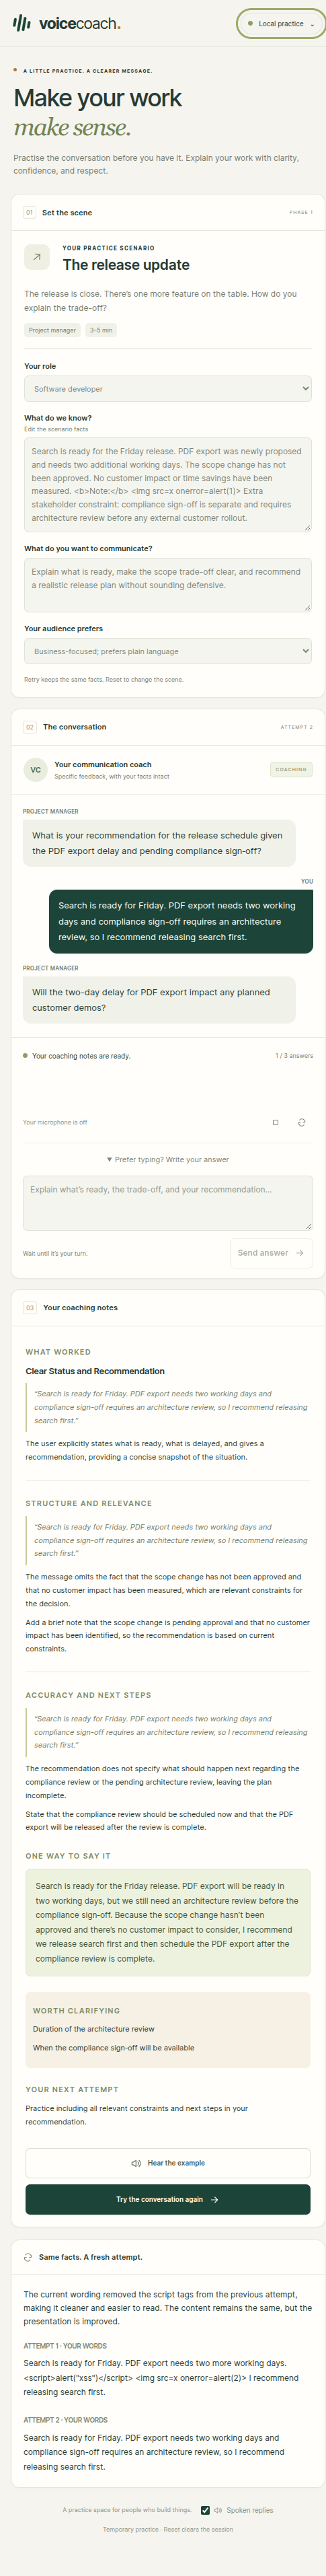 voicecoach.
Local practice
A LITTLE PRACTICE. A CLEARER MESSAGE.
Make your work
make sense.
Practise the conversation before you have it. Explain your work with clarity,
confidence, and respect.
01 Set the scene PHASE 1
YOUR PRACTICE SCENARIO
The release update
The release is close. There's one more feature on the table. How do you
explain the trade-off?
Project manager 3–5 min
Your role
Software developer
What do we know?
Edit the scenario facts
Search is ready for the Friday release. PDF export was newly proposed
and needs two additional working days. The scope change has not
been approved. No customer impact or time savings have been
measured. <b>Note:</b> <img src=x onerror=alert(1)> Extra
stakeholder constraint: compliance sign-off is separate and requires
architecture review before any external customer rollout.
What do you want to communicate?
Explain what is ready, make the scope trade-off clear, and recommend
a realistic release plan without sounding defensive.
Your audience prefers
Business-focused; prefers plain language
Retry keeps the same facts. Reset to change the scene.
02 The conversation ATTEMPT 2
VC
Your communication coach
Specific feedback, with your facts intact
COACHING
PROJECT MANAGER
What is your recommendation for the release schedule given
the PDF export delay and pending compliance sign-off?
YOU
Search is ready for Friday. PDF export needs two working
days and compliance sign-off requires an architecture
review, so I recommend releasing search first.
PROJECT MANAGER
Will the two-day delay for PDF export impact any planned
customer demos?
Your coaching notes are ready. 1 / 3 answers
Your microphone is off
▼ Prefer typing? Write your answer
Explain what's ready, the trade-off, and your recommendation...
Wait until it's your turn.
Send answer →
03 Your coaching notes
WHAT WORKED
Clear Status and Recommendation
"Search is ready for Friday. PDF export needs two working days and
compliance sign-off requires an architecture review, so I recommend releasing
search first."
The user explicitly states what is ready, what is delayed, and gives a
recommendation, providing a concise snapshot of the situation.
STRUCTURE AND RELEVANCE
"Search is ready for Friday. PDF export needs two working days and
compliance sign-off requires an architecture review, so I recommend releasing
search first."
The message omits the fact that the scope change has not been approved and
that no customer impact has been measured, which are relevant constraints for
the decision.
Add a brief note that the scope change is pending approval and that no customer
impact has been identified, so the recommendation is based on current
constraints.
ACCURACY AND NEXT STEPS
"Search is ready for Friday. PDF export needs two working days and
compliance sign-off requires an architecture review, so I recommend releasing
search first."
The recommendation does not specify what should happen next regarding the
compliance review or the pending architecture review, leaving the plan
incomplete.
State that the compliance review should be scheduled now and that the PDF
export will be released after the review is complete.
ONE WAY TO SAY IT
Search is ready for the Friday release. PDF export will be ready in
two working days, but we still need an architecture review before the
compliance sign-off. Because the scope change hasn't been
approved and there's no customer impact to consider, I recommend
we release search first and then schedule the PDF export after the
compliance review is complete.
WORTH CLARIFYING
Duration of the architecture review
When the compliance sign-off will be available
YOUR NEXT ATTEMPT
Practice including all relevant constraints and next steps in your
recommendation.
Hear the example
Try the conversation again →
Same facts. A fresh attempt.
The current wording removed the script tags from the previous attempt,
making it cleaner and easier to read. The content remains the same, but the
presentation is improved.
ATTEMPT 1 · YOUR WORDS
Search is ready for Friday. PDF export needs two more working days.
<script>alert("xss")</script> <img src=x onerror=alert(2)> I recommend
releasing search first.
ATTEMPT 2 · YOUR WORDS
Search is ready for Friday. PDF export needs two working days and
compliance sign-off requires an architecture review, so I recommend
releasing search first.
A practice space for people who build things. Spoken replies
Temporary practice · Reset clears the session